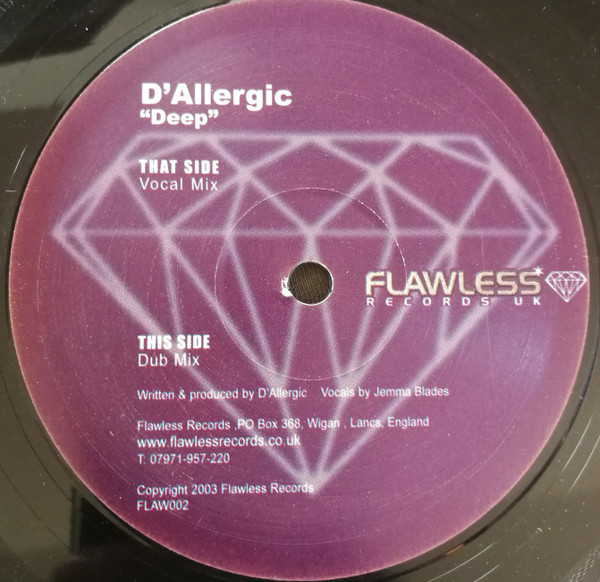 D'Allergic
"Deep"
THAT SIDE
Vocal Mix
FLAWLESS*
RECORDS UK
THIS SIDE
Dub Mix
Written & produced by D'Allergic Vocals by Jemma Blades
Flawless Records ,PO Box 368, Wigan , Lancs, England
www.flawlessrecords.co.uk
T: 07971-957-220
Copyright 2003 Flawless Records
FLAW002